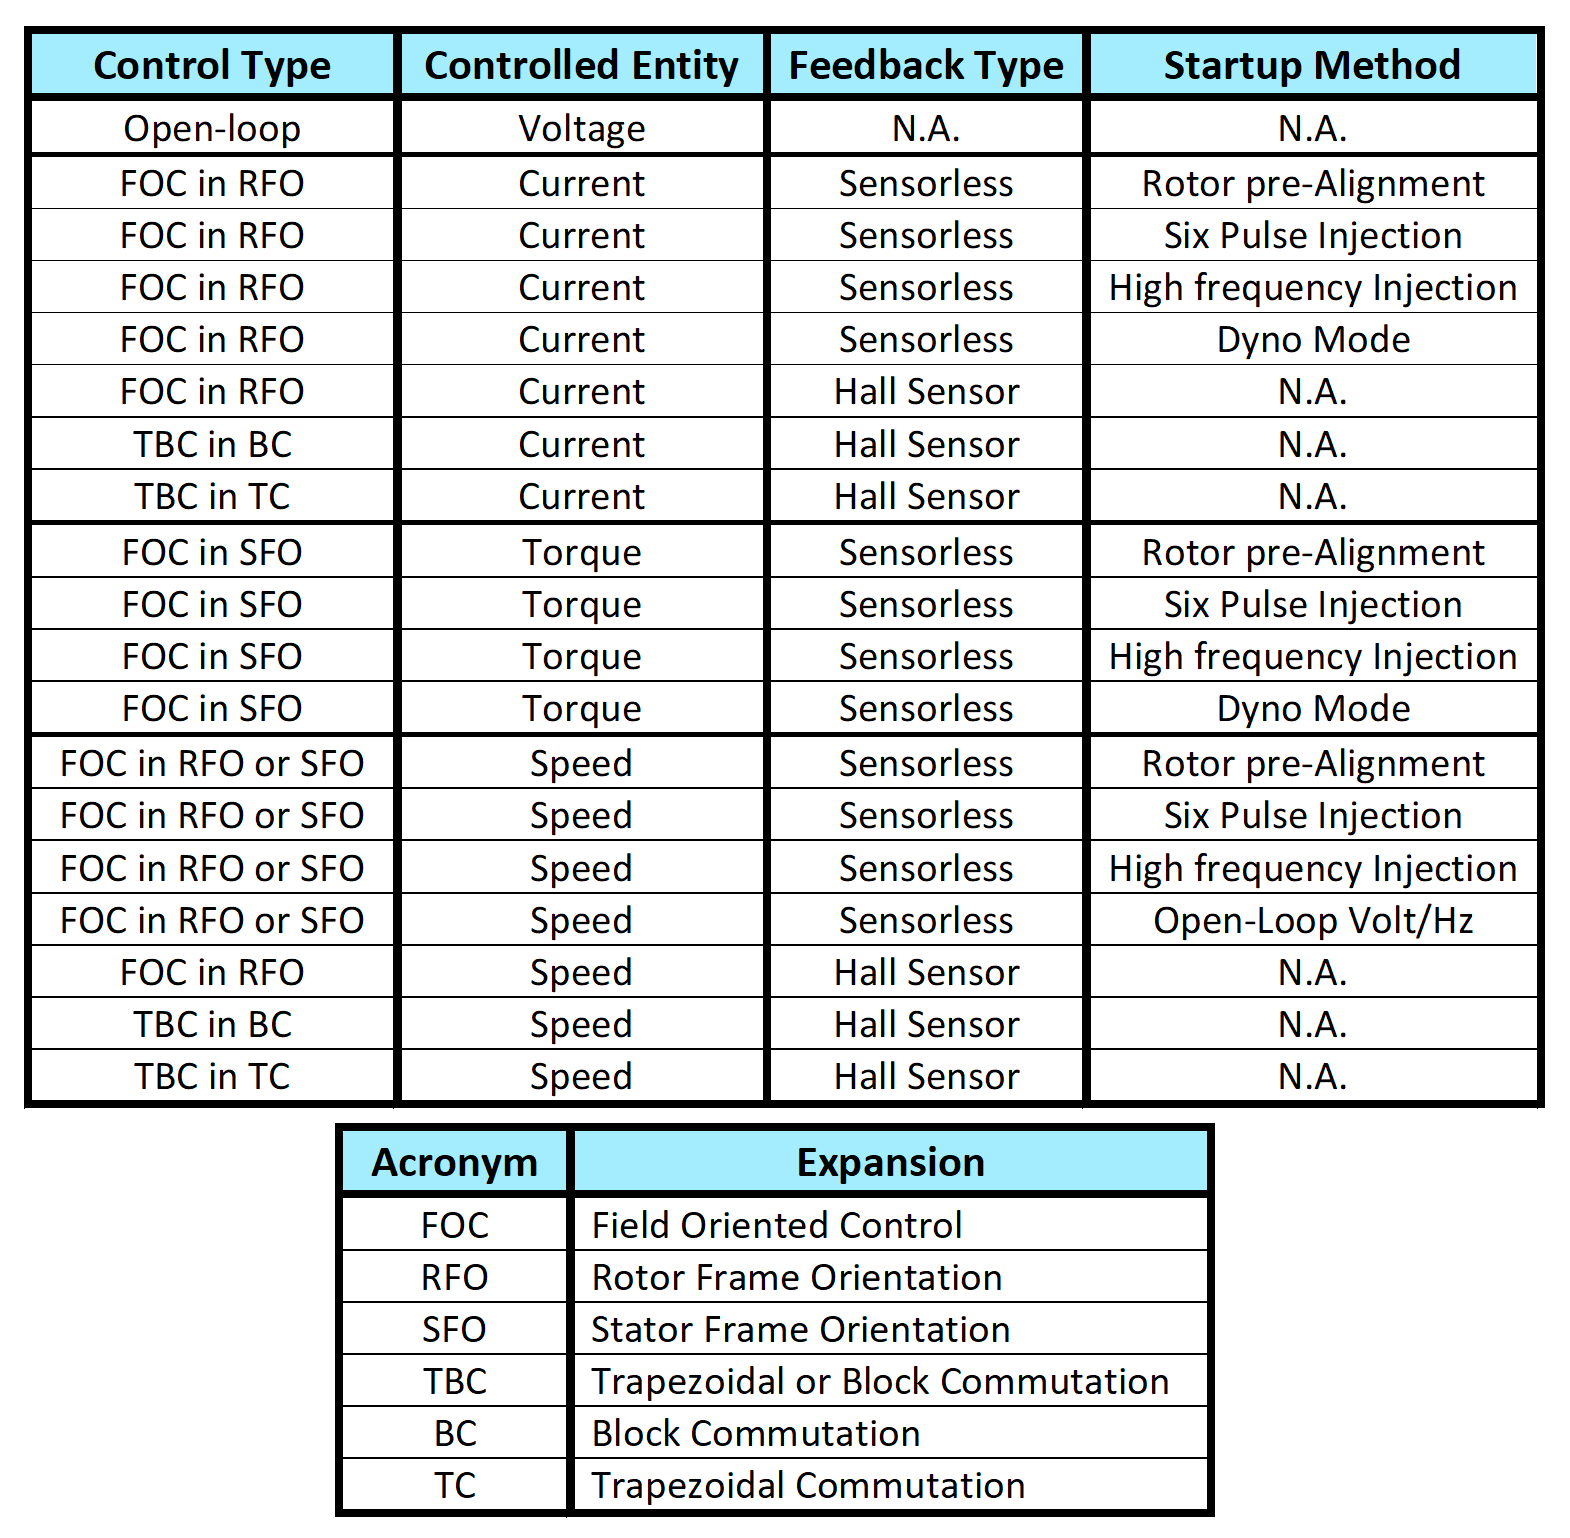 Control Type Controlled Entity Feedback Type Startup Method
Open-loop Voltage N.A. N.A.
FOC in RFO Current Sensorless Rotor pre-Alignment
FOC in RFO Current Sensorless Six Pulse Injection
FOC in RFO Current Sensorless High frequency Injection
FOC in RFO Current Sensorless Dyno Mode
FOC in RFO Current Hall Sensor N.A.
TBC in BC Current Hall Sensor N.A.
TBC in TC Current Hall Sensor N.A.
FOC in SFO Torque Sensorless Rotor pre-Alignment
FOC in SFO Torque Sensorless Six Pulse Injection
FOC in SFO Torque Sensorless High frequency Injection
FOC in SFO Torque Sensorless Dyno Mode
FOC in RFO or SFO Speed Sensorless Rotor pre-Alignment
FOC in RFO or SFO Speed Sensorless Six Pulse Injection
FOC in RFO or SFO Speed Sensorless High frequency Injection
FOC in RFO or SFO Speed Sensorless Open-Loop Volt/Hz
FOC in RFO Speed Hall Sensor N.A.
TBC in BC Speed Hall Sensor N.A.
TBC in TC Speed Hall Sensor N.A.
Acronym Expansion
FOC Field Oriented Control
RFO Rotor Frame Orientation
SFO Stator Frame Orientation
TBC Trapezoidal or Block Commutation
BC Block Commutation
TC Trapezoidal Commutation